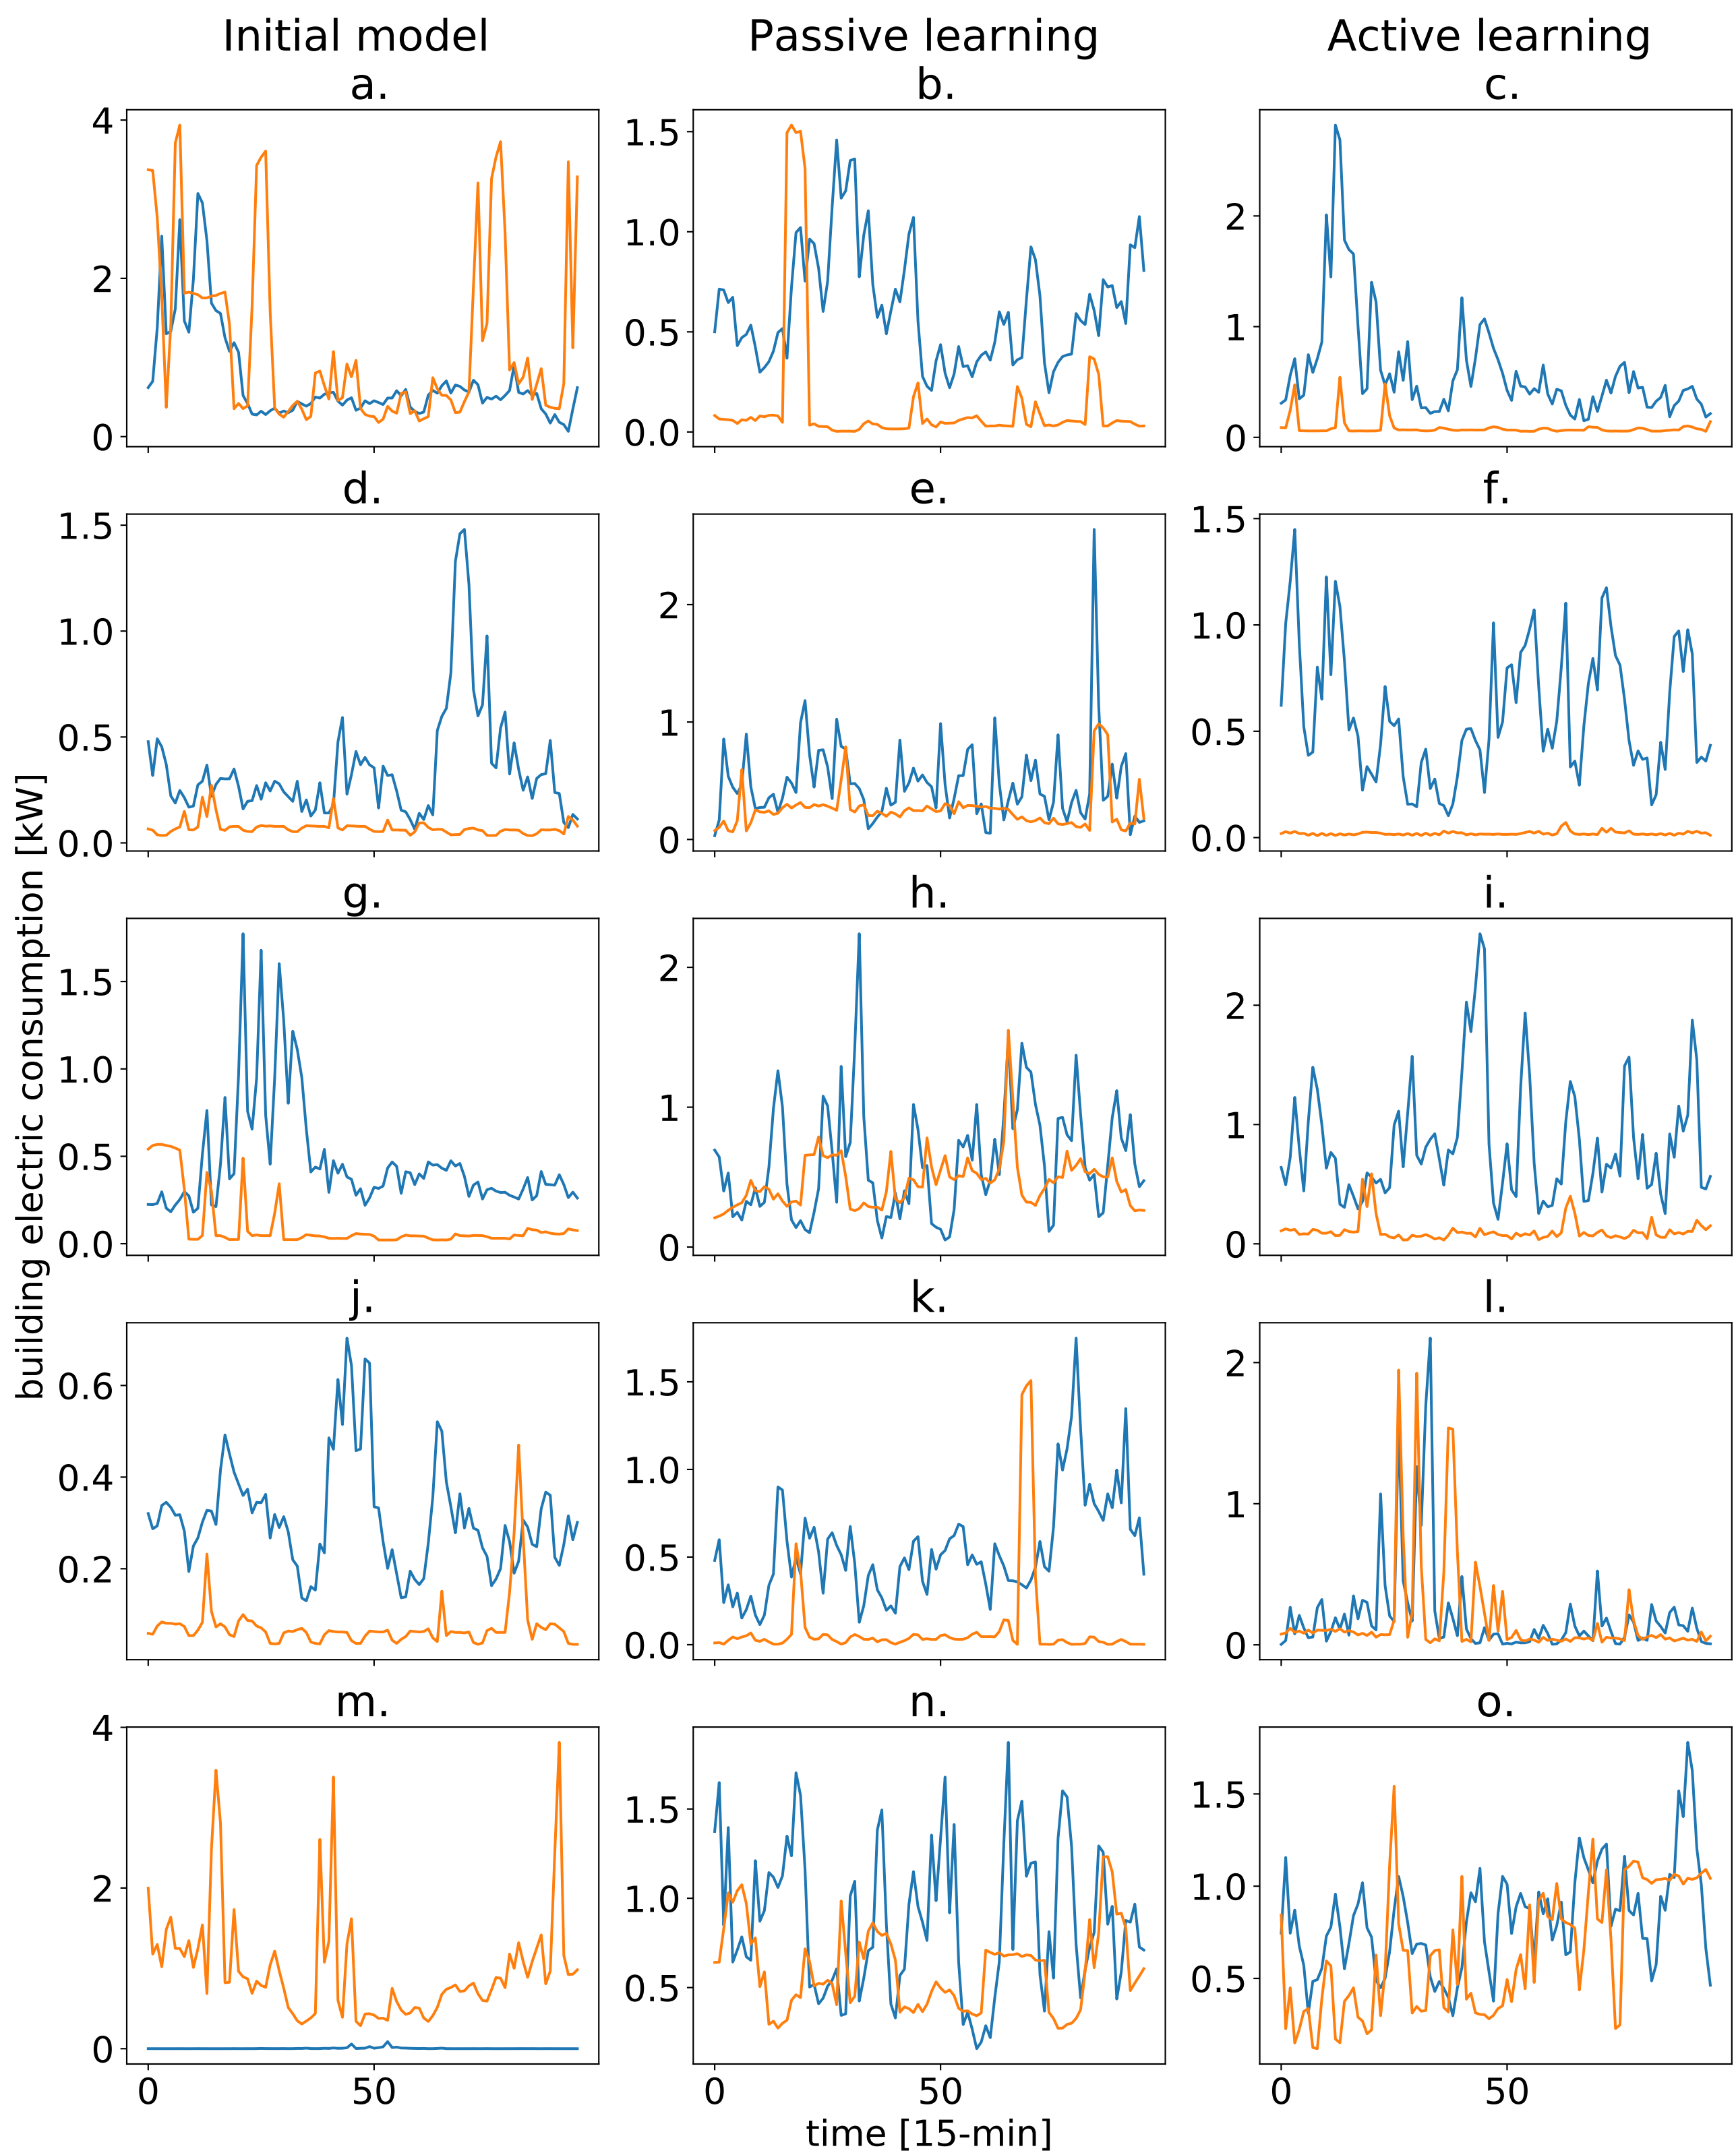 Initial model Passive learning Active learning
a. b. c.
4 1.5
2 1.0 2
0.5 1
0 0.0 0
d. e. f.
1.5 1.5
1.0 2 1.0
0.5 1 0.5
0.0 0 0.0
building electric consumption [kW]
g. h. i.
1.5 2 2
1.0
0.5 1 1
0.0 0 0
j. k. l.
0.6 1.5 2
0.4 1.0 1
0.2 0.5
0.0 0
m. n. o.
4
1.5 1.5
2 1.0 1.0
0 0.5 0.5
0 50 0 50 0 50
time [15-min]